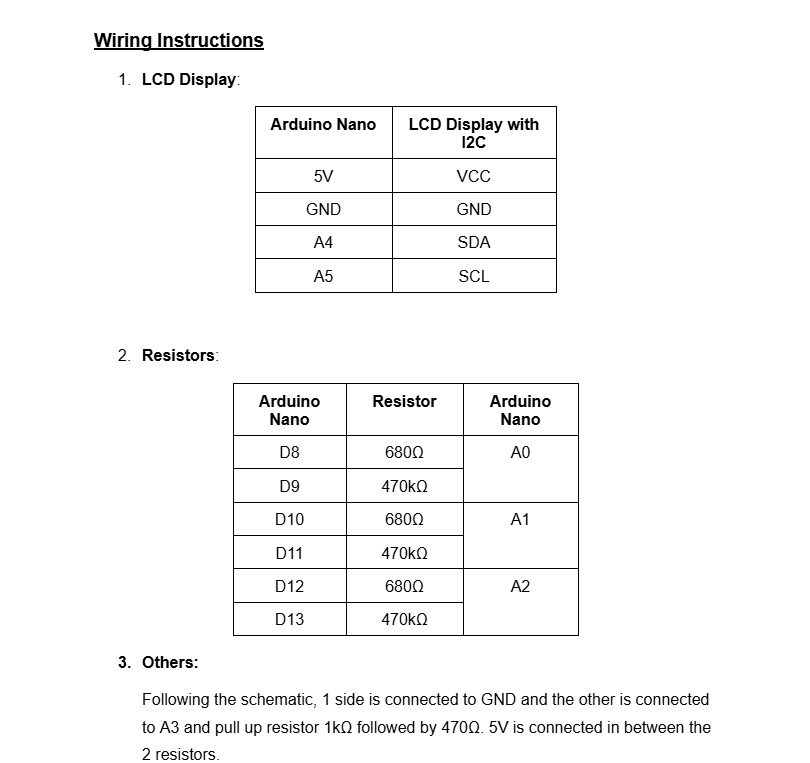 Wiring Instructions
1. LCD Display:
Arduino Nano LCD Display with
I2C
5V VCC
GND GND
A4 SDA
A5 SCL
2. Resistors:
Arduino Resistor Arduino
Nano Nano
D8 680Ω A0
D9 470kΩ
D10 680Ω A1
D11 470kΩ
D12 680Ω A2
D13 470kΩ
3. Others:
Following the schematic, 1 side is connected to GND and the other is connected
to A3 and pull up resistor 1kΩ followed by 470Ω. 5V is connected in between the
2 resistors.